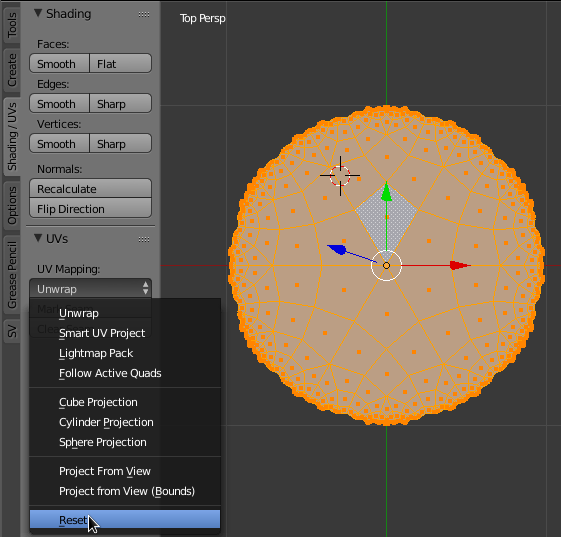 Tools
Create
Shading / UVs
Options
Grease Pencil
SV
Shading
Faces:
Smooth Flat
Edges:
Smooth Sharp
Vertices:
Smooth Sharp
Normals:
Recalculate
Flip Direction
UVs
UV Mapping:
Unwrap
Unwrap
Smart UV Project
Lightmap Pack
Follow Active Quads
Cube Projection
Cylinder Projection
Sphere Projection
Project From View
Project from View (Bounds)
Reset
Top Persp